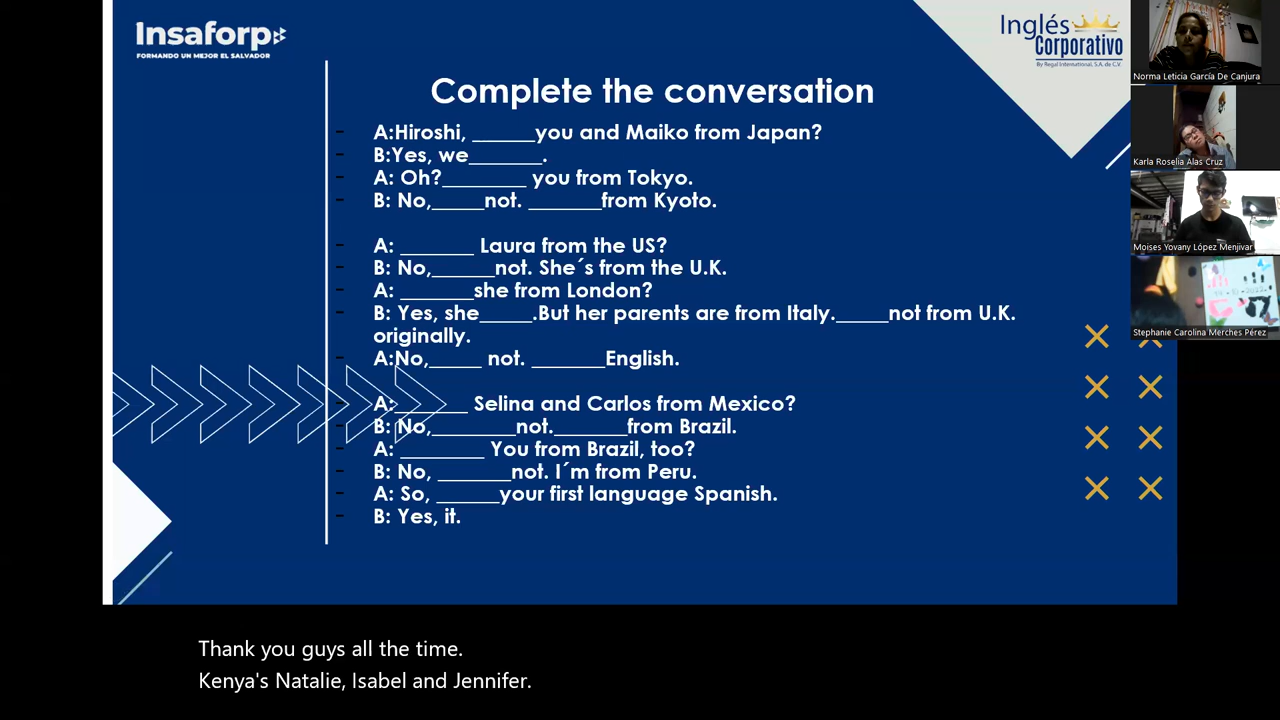 Insaforp
FORMANDO UN MEJOR EL SALVADOR
Inglés
Corporativo
By Regal International, S.A. de C.V.
Complete the conversation
- A:Hiroshi, ______you and Maiko from Japan?
- B:Yes, we_______.
- A: Oh?________ you from Tokyo.
- B: No,_____not. _______from Kyoto.
- A: _______ Laura from the US?
- B: No,______not. She´s from the U.K.
- A: _______she from London?
- B: Yes, she_____.But her parents are from Italy._____not from U.K.
originally.
- A:No,_____ not. _______English.
- A:_______ Selina and Carlos from Mexico?
- B: No,________not._______from Brazil.
- A: ________ You from Brazil, too?
- B: No, _______not. I´m from Peru.
- A: So, ______your first language Spanish.
- B: Yes, it.
Norma Leticia García De Canjura
Karla Roselia Alas Cruz
Moises Yovany López Menjivar
Stephanie Carolina Merches Pérez
Thank you guys all the time.
Kenya's Natalie, Isabel and Jennifer.